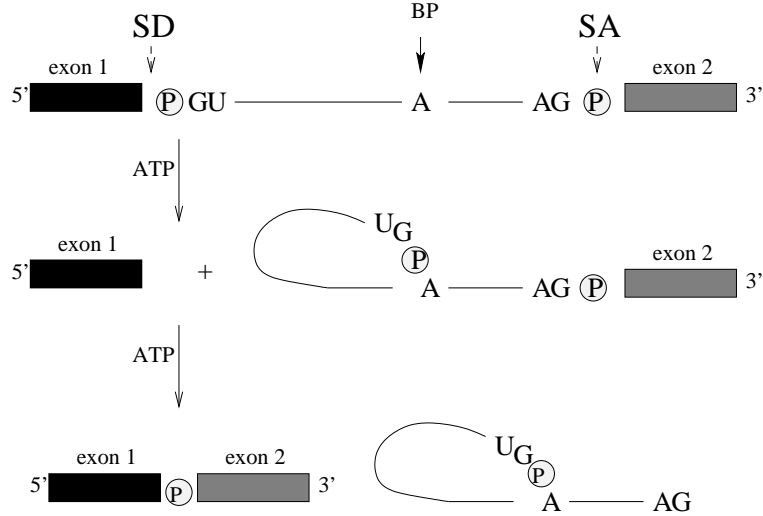 BP
SD SA
exon 1 exon 2
5’ P GU A AG P 3’
ATP
U
G
exon 1 P exon 2
5’ + A AG P 3’
ATP
exon 1 exon 2 U
G
5’ P 3’ P
A AG